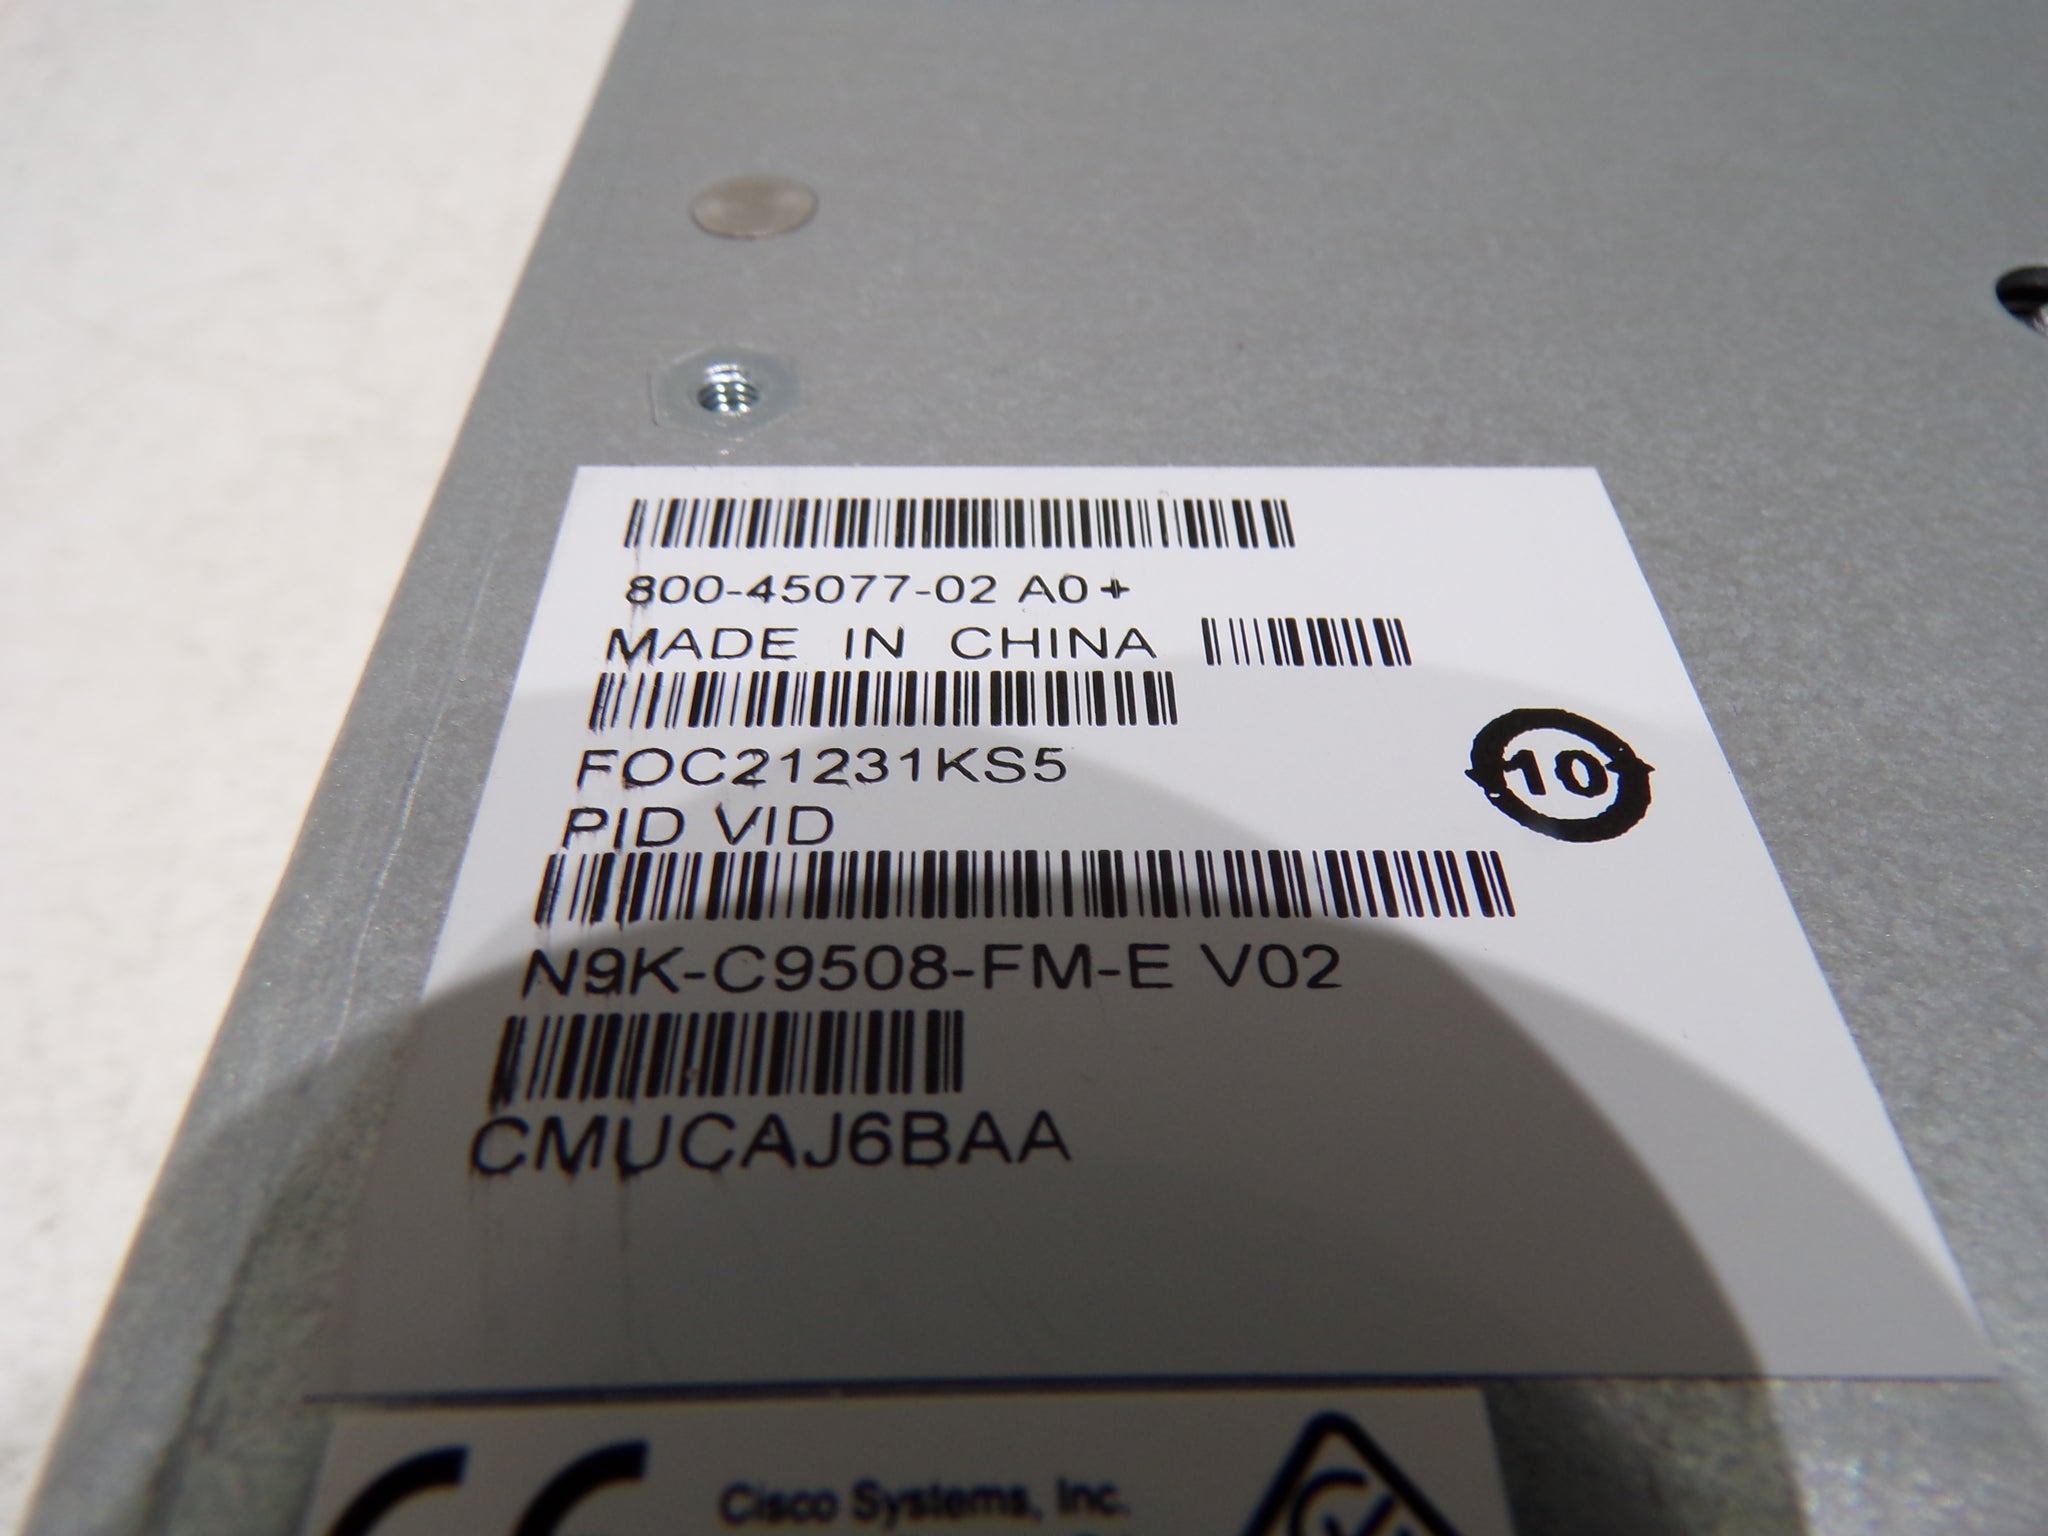 800-45077-02 A0+
MADE IN CHINA
FOC21231KS5
10
PID VID
N9K-C9508-FM-E V02
CMUCAJ6BAA
CE
Cisco Systems, Inc.